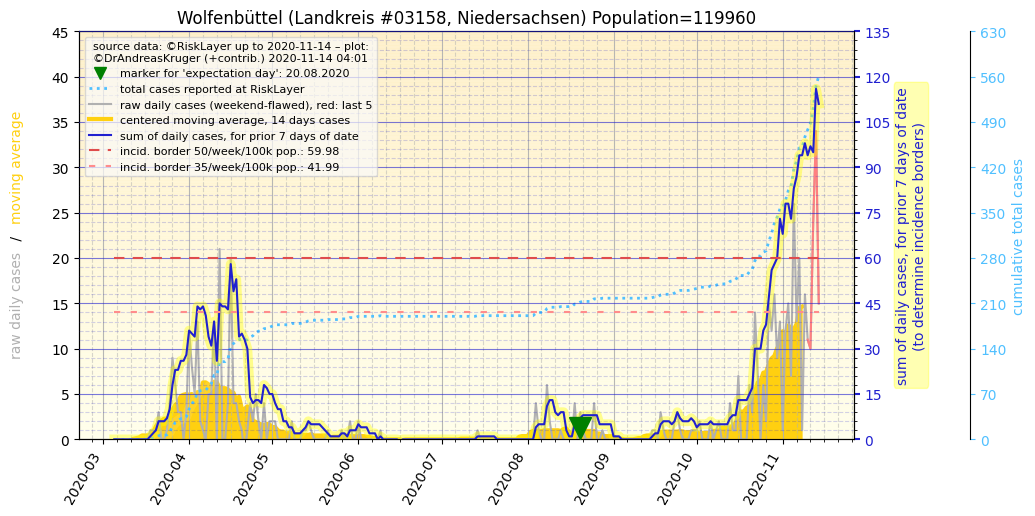 Wolfenbüttel (Landkreis #03158, Niedersachsen) Population=119960
source data: ©RiskLayer up to 2020-11-14 – plot:
©DrAndreasKruger (+contrib.) 2020-11-14 04:01
marker for 'expectation day': 20.08.2020
total cases reported at RiskLayer
raw daily cases (weekend-flawed), red: last 5
centered moving average, 14 days cases
sum of daily cases, for prior 7 days of date
incid. border 50/week/100k pop.: 59.98
incid. border 35/week/100k pop.: 41.99
raw daily cases / moving average
45
40
35
30
25
20
15
10
5
0
2020-03
2020-04
2020-05
2020-06
2020-07
2020-08
2020-09
2020-10
2020-11
135
120
105
90
75
60
45
30
15
0
sum of daily cases, for prior 7 days of date
(to determine incidence borders)
630
560
490
420
350
280
210
140
70
0
cumulative total cases